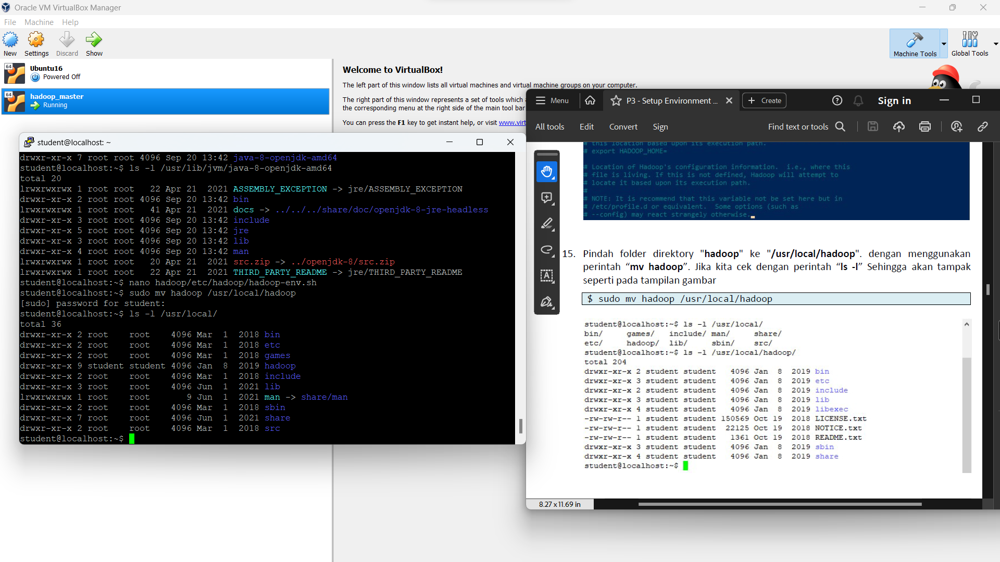 Oracle VM VirtualBox Manager
File Machine Help
New Settings Discard Show
Machine Tools Global Tools
Ubuntu16
Powered Off
hadoop_master
Running
Welcome to VirtualBox!
The left part of this window lists all virtual machines and virtual machine groups on your computer.
The right part of this window represents a set of tools which
the corresponding menu at the right side of the main tool bar
You can press the F1 key to get instant help, or visit www.virt
student@localhost: ~
drwxr-xr-x 7 root root 4096 Sep 20 13:42 java-8-openjdk-amd64
student@localhost:~$ ls -l /usr/lib/jvm/java-8-openjdk-amd64
total 20
lrwxrwxrwx 1 root root 22 Apr 21 2021 ASSEMBLY_EXCEPTION -> jre/ASSEMBLY_EXCEPTION
drwxr-xr-x 2 root root 4096 Sep 20 13:42 bin
lrwxrwxrwx 1 root root 41 Apr 21 2021 docs -> ../../../share/doc/openjdk-8-jre-headless
drwxr-xr-x 3 root root 4096 Sep 20 13:42 include
drwxr-xr-x 5 root root 4096 Sep 20 13:42 jre
drwxr-xr-x 3 root root 4096 Sep 20 13:42 lib
drwxr-xr-x 4 root root 4096 Sep 20 13:42 man
lrwxrwxrwx 1 root root 20 Apr 21 2021 src.zip -> ../openjdk-8/src.zip
lrwxrwxrwx 1 root root 22 Apr 21 2021 THIRD_PARTY_README -> jre/THIRD_PARTY_README
student@localhost:~$ nano hadoop/etc/hadoop/hadoop-env.sh
student@localhost:~$ sudo mv hadoop /usr/local/hadoop
[sudo] password for student:
student@localhost:~$ ls -l /usr/local/
total 36
drwxr-xr-x 2 root root 4096 Mar 1 2018 bin
drwxr-xr-x 2 root root 4096 Mar 1 2018 etc
drwxr-xr-x 2 root root 4096 Mar 1 2018 games
drwxr-xr-x 9 student student 4096 Jan 8 2019 hadoop
drwxr-xr-x 2 root root 4096 Mar 1 2018 include
drwxr-xr-x 3 root root 4096 Jun 1 2021 lib
lrwxrwxrwx 1 root root 9 Jun 1 2021 man -> share/man
drwxr-xr-x 2 root root 4096 Mar 1 2018 sbin
drwxr-xr-x 7 root root 4096 Jun 1 2021 share
drwxr-xr-x 2 root root 4096 Mar 1 2018 src
student@localhost:~$
Menu P3 - Setup Environment ... Create Sign in
All tools Edit Convert Sign Find text or tools
# this location based upon its execution path.
# export HADOOP_HOME=
# Location of Hadoop's configuration information. i.e., where this
# file is living. If this is not defined, Hadoop will attempt to
# locate it based upon its execution path.
#
# NOTE: It is recommend that this variable not be set here but in
# /etc/profile.d or equivalent. Some options (such as
# --config) may react strangely otherwise.
15. Pindah folder direktory "hadoop" ke "/usr/local/hadoop". dengan menggunakan
perintah “mv hadoop”. Jika kita cek dengan perintah “ls -l” Sehingga akan tampak
seperti pada tampilan gambar
$ sudo mv hadoop /usr/local/hadoop
student@localhost:~$ ls -l /usr/local/
bin/ games/ include/ man/ share/
etc/ hadoop/ lib/ sbin/ src/
student@localhost:~$ ls -l /usr/local/hadoop/
total 204
drwxr-xr-x 2 student student 4096 Jan 8 2019 bin
drwxr-xr-x 3 student student 4096 Jan 8 2019 etc
drwxr-xr-x 2 student student 4096 Jan 8 2019 include
drwxr-xr-x 3 student student 4096 Jan 8 2019 lib
drwxr-xr-x 4 student student 4096 Jan 8 2019 libexec
-rw-rw-r-- 1 student student 150569 Oct 19 2018 LICENSE.txt
-rw-rw-r-- 1 student student 22125 Oct 19 2018 NOTICE.txt
-rw-rw-r-- 1 student student 1361 Oct 19 2018 README.txt
drwxr-xr-x 3 student student 4096 Jan 8 2019 sbin
drwxr-xr-x 4 student student 4096 Jan 8 2019 share
student@localhost:~$
8.27 x 11.69 in